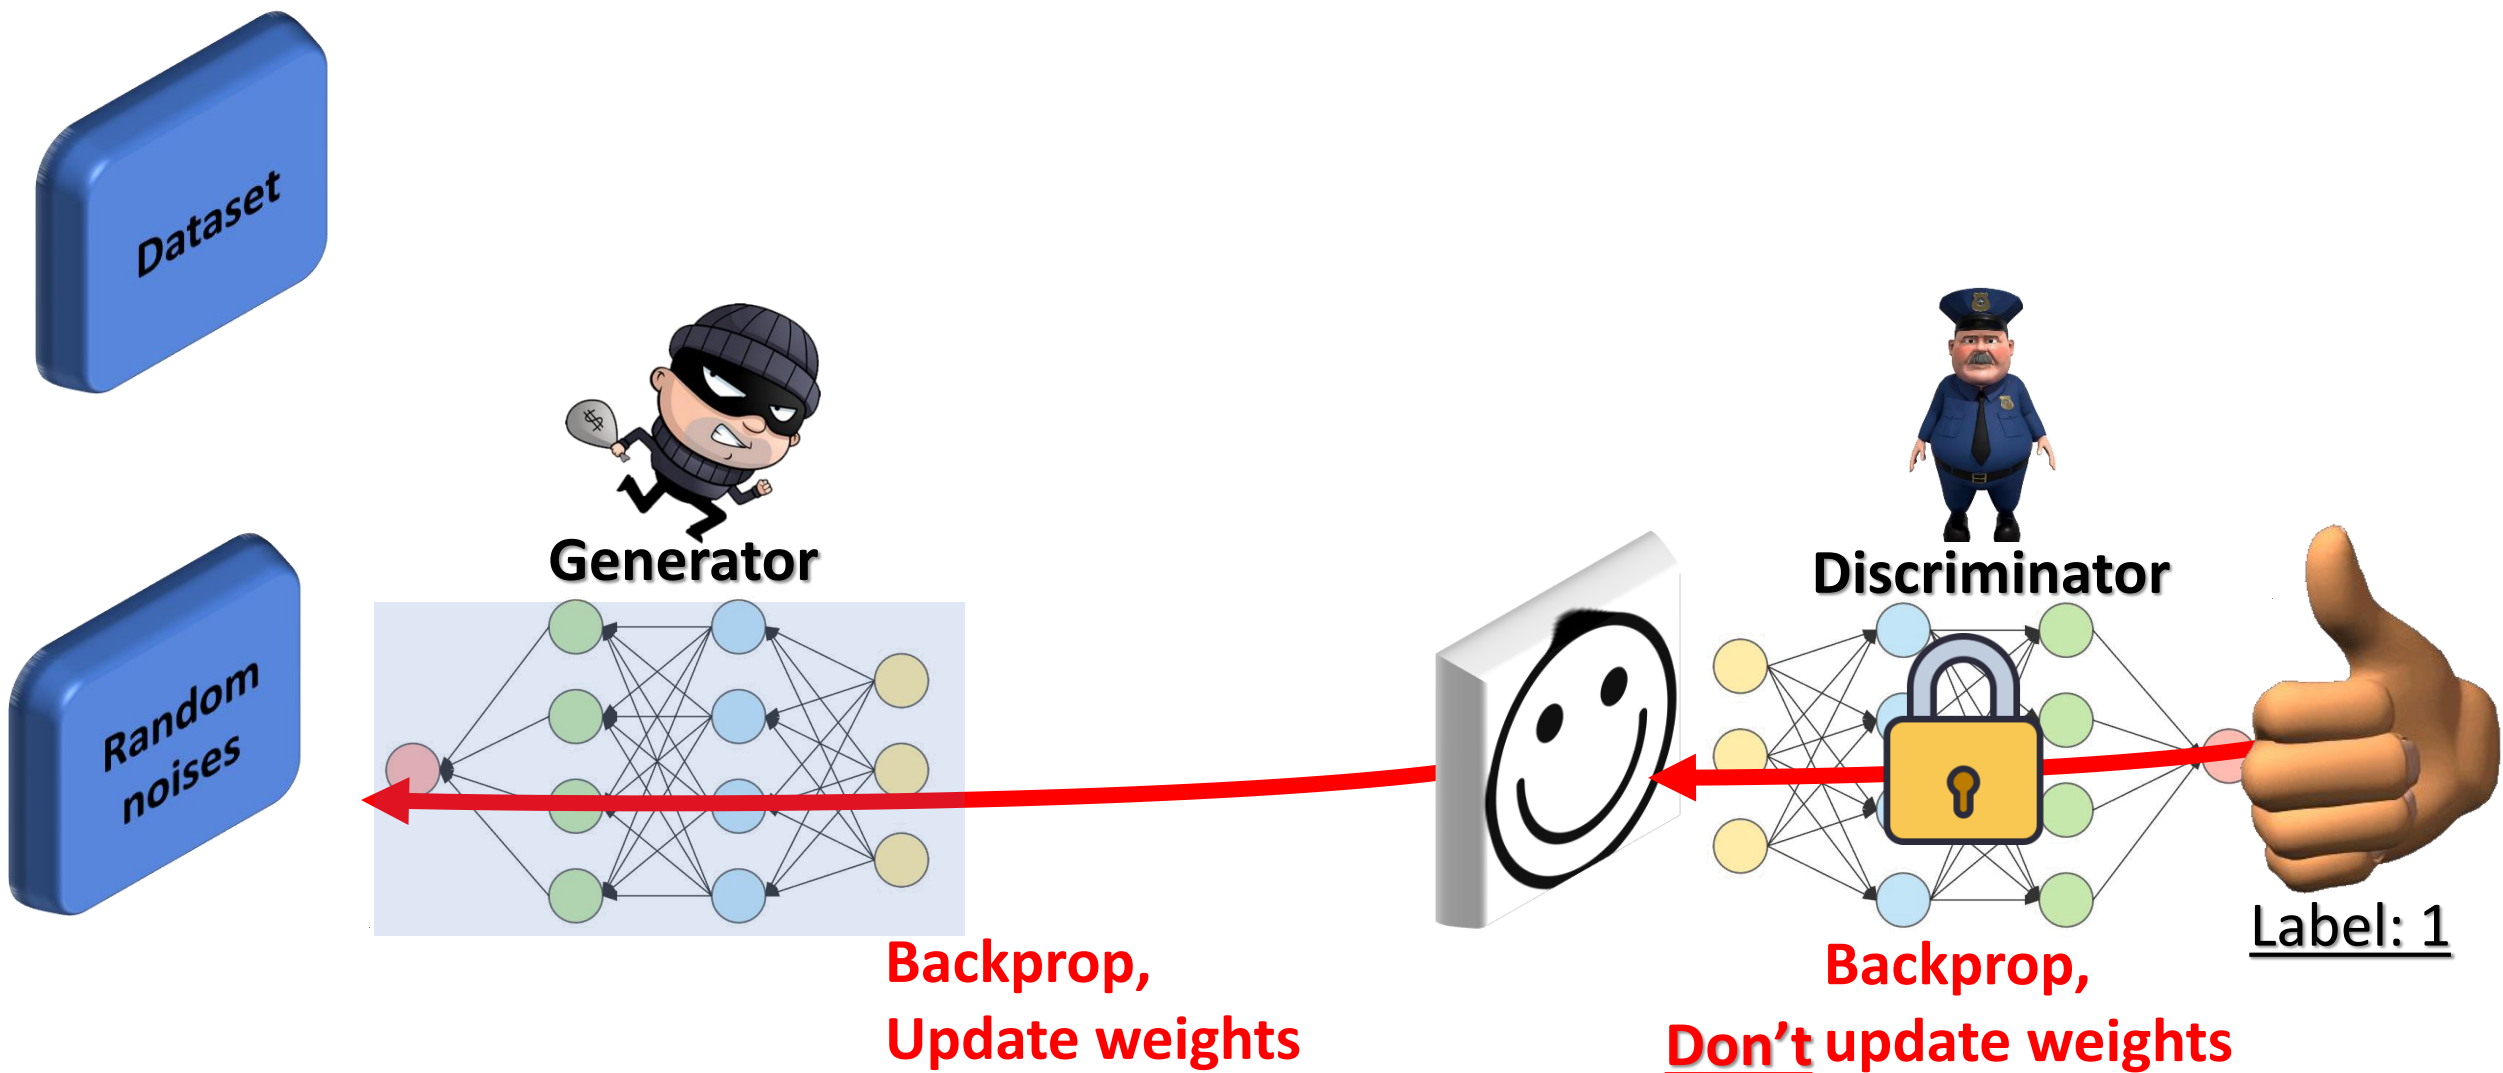 Dataset
Generator
Discriminator
Random
noises
Label: 1
Backprop,
Update weights
Backprop,
Don't update weights
$